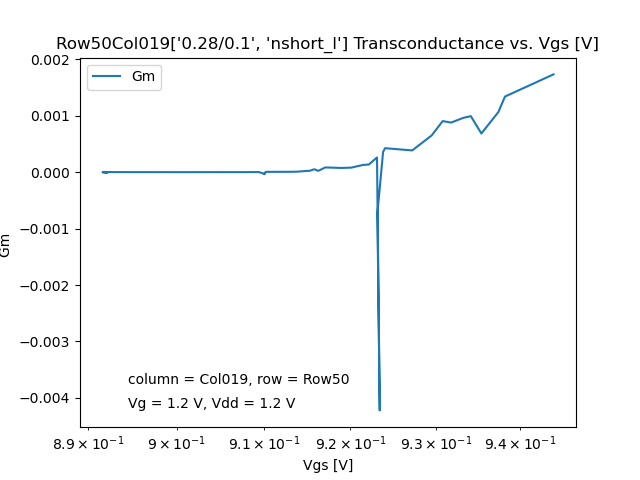 Row50Col019['0.28/0.1', 'nshort_l'] Transconductance vs. Vgs [V]
Gm
0.002
0.001
0.000
−0.001
−0.002
−0.003
−0.004
Gm
column = Col019, row = Row50
Vg = 1.2 V, Vdd = 1.2 V
8.9 × 10⁻¹ 9 × 10⁻¹ 9.1 × 10⁻¹ 9.2 × 10⁻¹ 9.3 × 10⁻¹ 9.4 × 10⁻¹
Vgs [V]